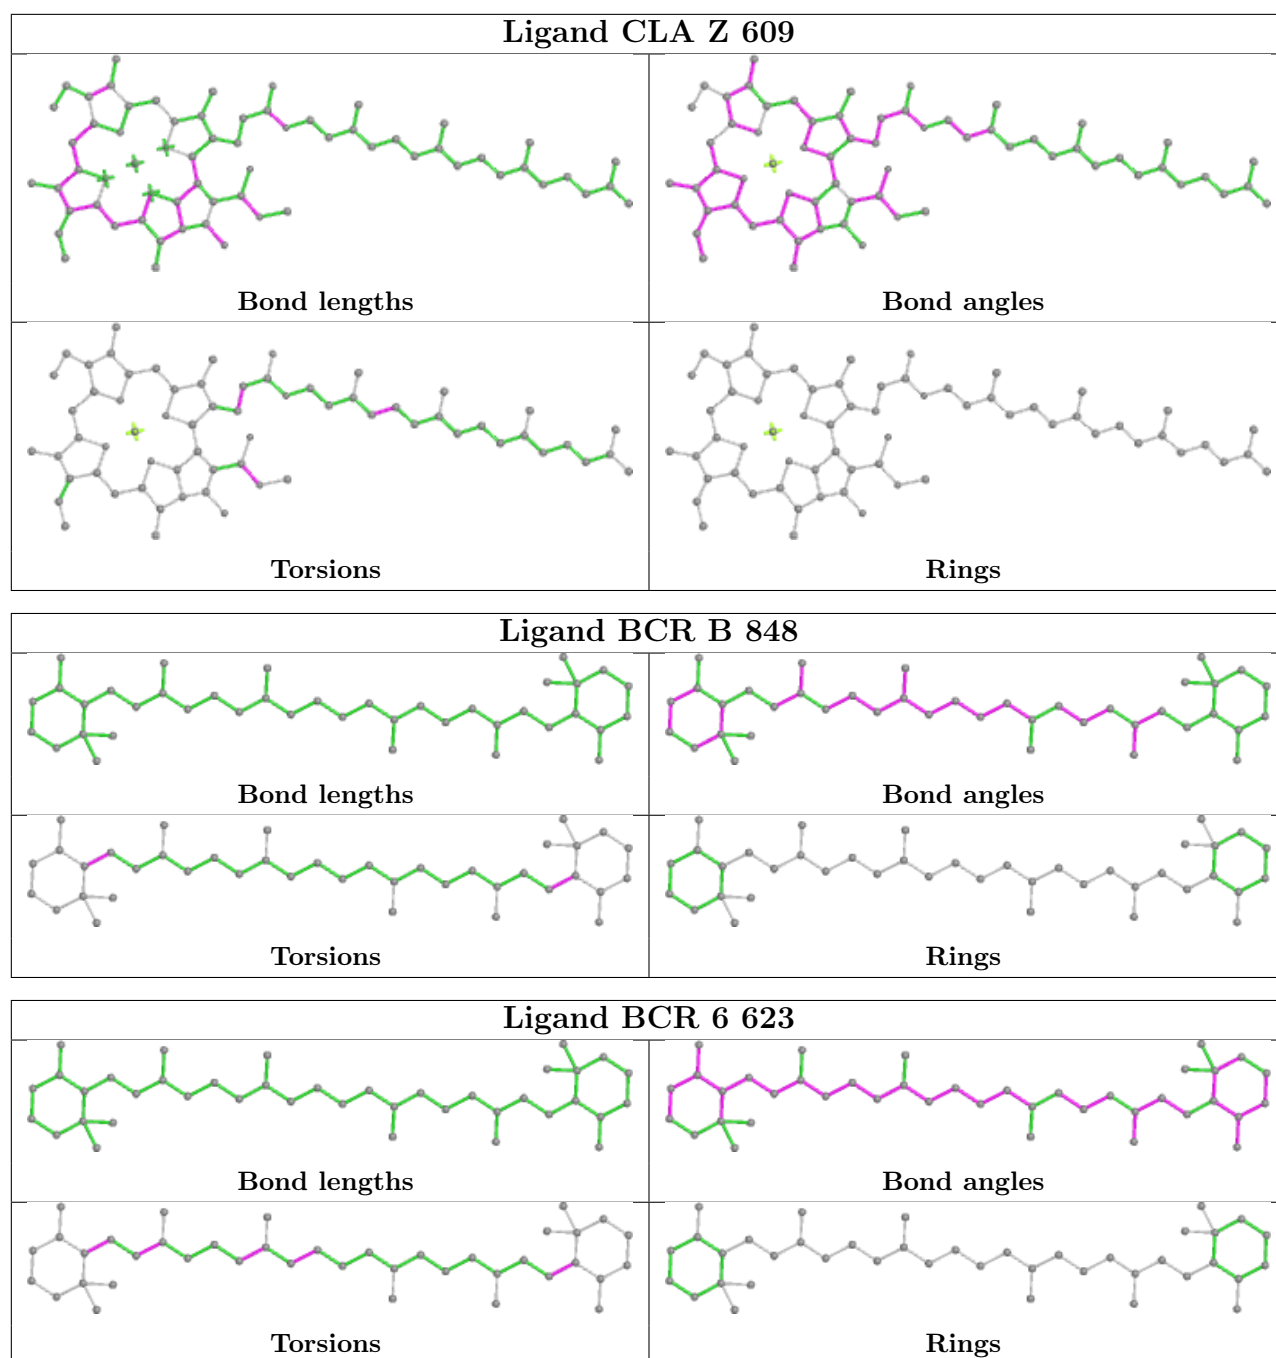 Ligand CLA Z 609
Bond lengths
Bond angles
Torsions
Rings
Ligand BCR B 848
Bond lengths
Bond angles
Torsions
Rings
Ligand BCR 6 623
Bond lengths
Bond angles
Torsions
Rings